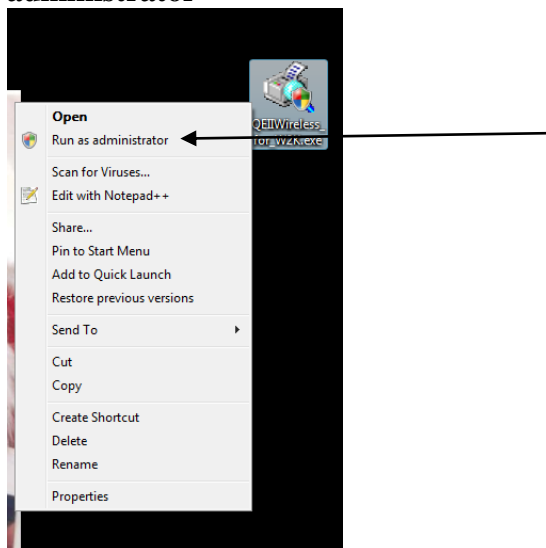 administrator
QEIIWireless_
for_W2K.exe
Open
Run as administrator
Scan for Viruses...
Edit with Notepad++
Share...
Pin to Start Menu
Add to Quick Launch
Restore previous versions
Send To
Cut
Copy
Create Shortcut
Delete
Rename
Properties